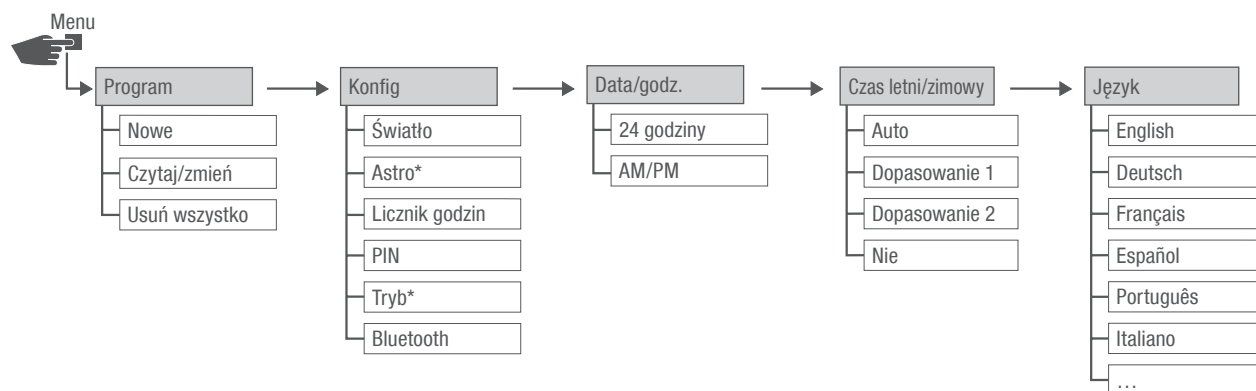 Menu
Program
Nowe
Czytaj/zmień
Usuń wszystko
Konfig
Światło
Astro*
Licznik godzin
PIN
Tryb*
Bluetooth
Data/godz.
24 godziny
AM/PM
Czas letni/zimowy
Auto
Dopasowanie 1
Dopasowanie 2
Nie
Język
English
Deutsch
Français
Español
Português
Italiano
…